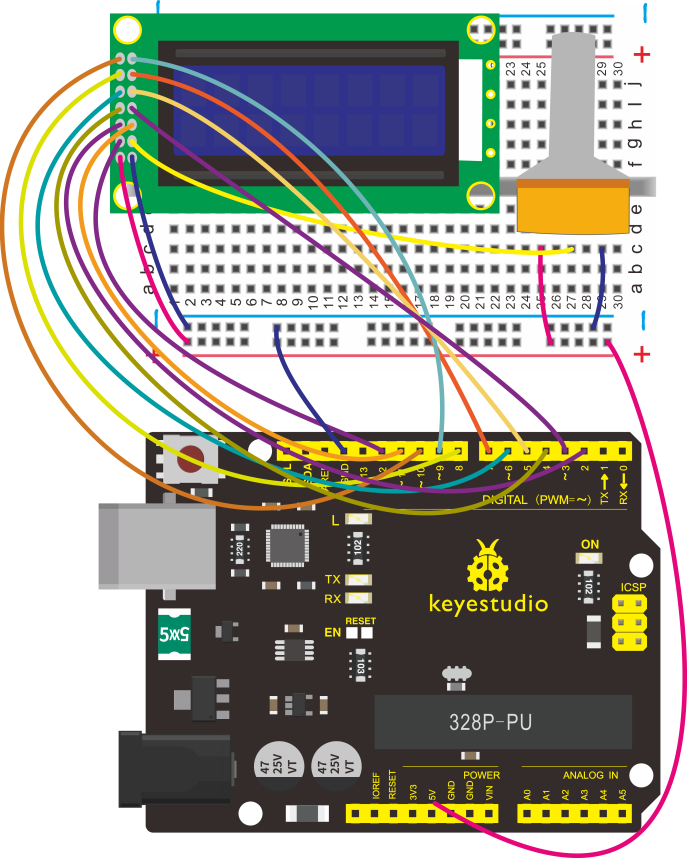 23 24 25 29 30
j
i
h
g
f
e
d
c
b
a
e
d
c
b
a
1 2 3 4 5 6 7 8 9 10 11 12 13 14 15 16 17 18 19 20 21 22 23 24 25 26 27 28 29 30
GND 13 12 ~11 ~10 ~9 8 7 ~6 ~5 4 ~3 2 1 0
DIGITAL (PWM=~) TX RX
L
220
102
ON
TX
RX
102
ICSP
keyestudio
RESET
EN
5x5
103
328P-PU
47
25V
VT
47
25V
VT
POWER ANALOG IN
IOREF RESET 3V3 5V GND GND VIN A0 A1 A2 A3 A4 A5